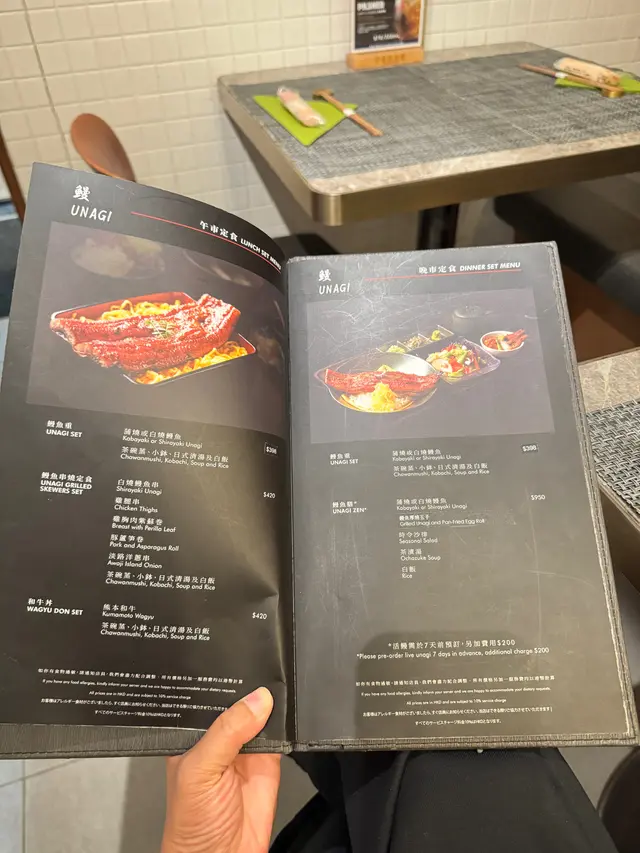 鰻
UNAGI
午市定食 LUNCH SET MENU
鰻魚重
UNAGI SET
蒲燒或白燒鰻魚
Kabayaki or Shirayaki Unagi
$398
茶碗蒸、小鉢、日式清湯及白飯
Chawanmushi, Kobachi, Soup and Rice
鰻魚串燒定食
UNAGI GRILLED
SKEWERS SET
白燒鰻魚串
Shirayaki Unagi
$420
雞腿串
Chicken Thighs
雞胸肉紫蘇卷
Breast with Perilla Leaf
豚蘆筍卷
Pork and Asparagus Roll
淡路洋蔥串
Awaji Island Onion
茶碗蒸、小鉢、日式清湯及白飯
Chawanmushi, Kobachi, Soup and Rice
和牛丼
WAGYU DON SET
熊本和牛
Kumamoto Wagyu
$420
茶碗蒸、小鉢、日式清湯及白飯
Chawanmushi, Kobachi, Soup and Rice
If you have any food allergies, kindly inform your server and we are happy to accommodate your dietary requests.
All prices are in HKD and are subject to 10% service charge
鰻
UNAGI
晚市定食 DINNER SET MENU
鰻魚重
UNAGI SET
蒲燒或白燒鰻魚
Kabayaki or Shirayaki Unagi
$398
茶碗蒸、小鉢、日式清湯及白飯
Chawanmushi, Kobachi, Soup and Rice
UNAGI ZEN*
蒲燒或白燒鰻魚
Kabayaki or Shirayaki Unagi
$950
鰻魚厚燒玉子
Grilled Unagi and Pan-Fried Egg Roll
時令沙律
Seasonal Salad
茶漬湯
Ochazuke Soup
白飯
Rice
*活鰻需於7天前預訂,另加費用$200
*Please pre-order live unagi 7 days in advance, additional charge $200
If you have any food allergies, kindly inform your server and we are happy to accommodate your dietary requests.
All prices are in HKD and are subject to 10% service charge